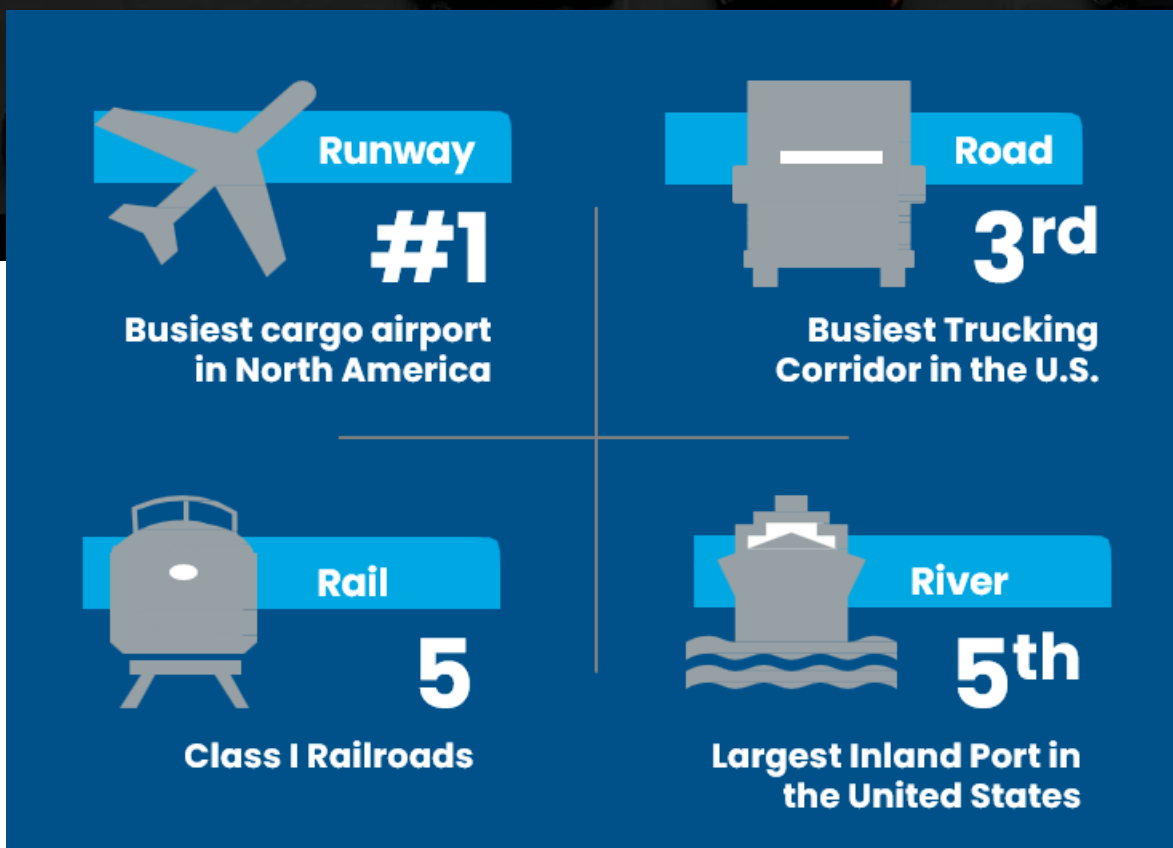 Runway
#1
Busiest cargo airport
in North America
Road
3rd
Busiest Trucking
Corridor in the U.S.
Rail
5
Class I Railroads
River
5th
Largest Inland Port in
the United States